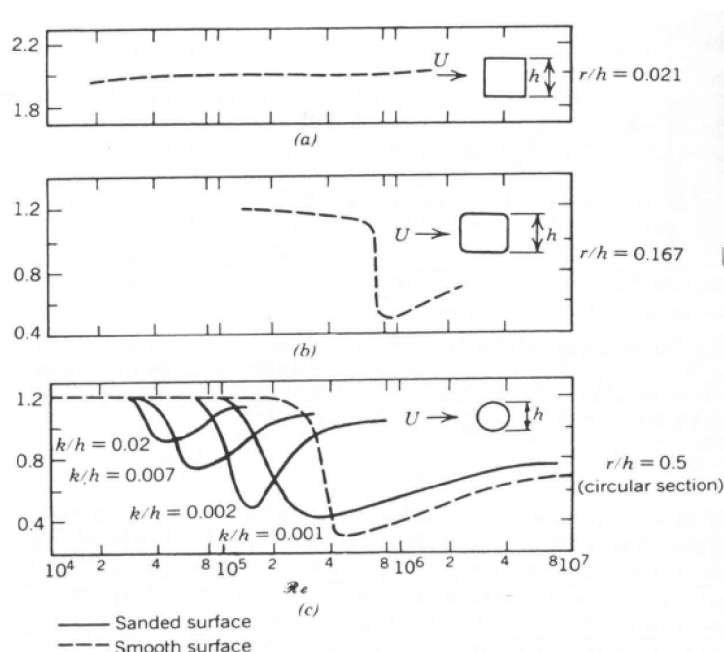 2.2
U
h
r/h = 0.021
1.8
(a)
1.2
U
h
r/h = 0.167
0.8
0.4
(b)
1.2
U
h
k/h = 0.02
0.8
k/h = 0.007
r/h = 0.5
(circular section)
k/h = 0.002
0.4
k/h = 0.001
10⁴ 2 4 8 10⁵ 2 4 8 10⁶ 2 4 8 10⁷
ℛe
(c)
Sanded surface
Smooth surface